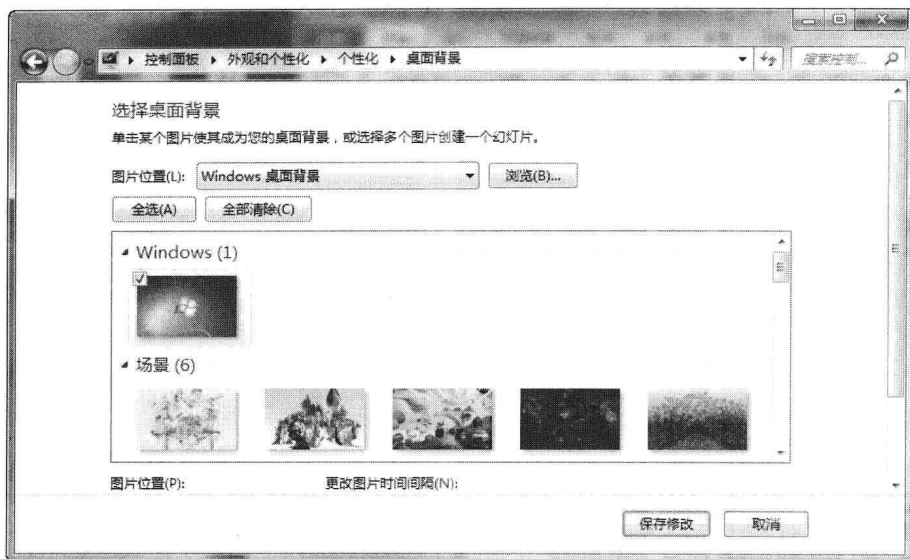 控制面板 ▸ 外观和个性化 ▸ 个性化 ▸ 桌面背景
搜索控制...
选择桌面背景
单击某个图片使其成为您的桌面背景，或选择多个图片创建一个幻灯片。
图片位置(L): Windows 桌面背景 浏览(B)...
全选(A) 全部清除(C)
Windows (1)
场景 (6)
图片位置(P): 更改图片时间间隔(N):
保存修改 取消